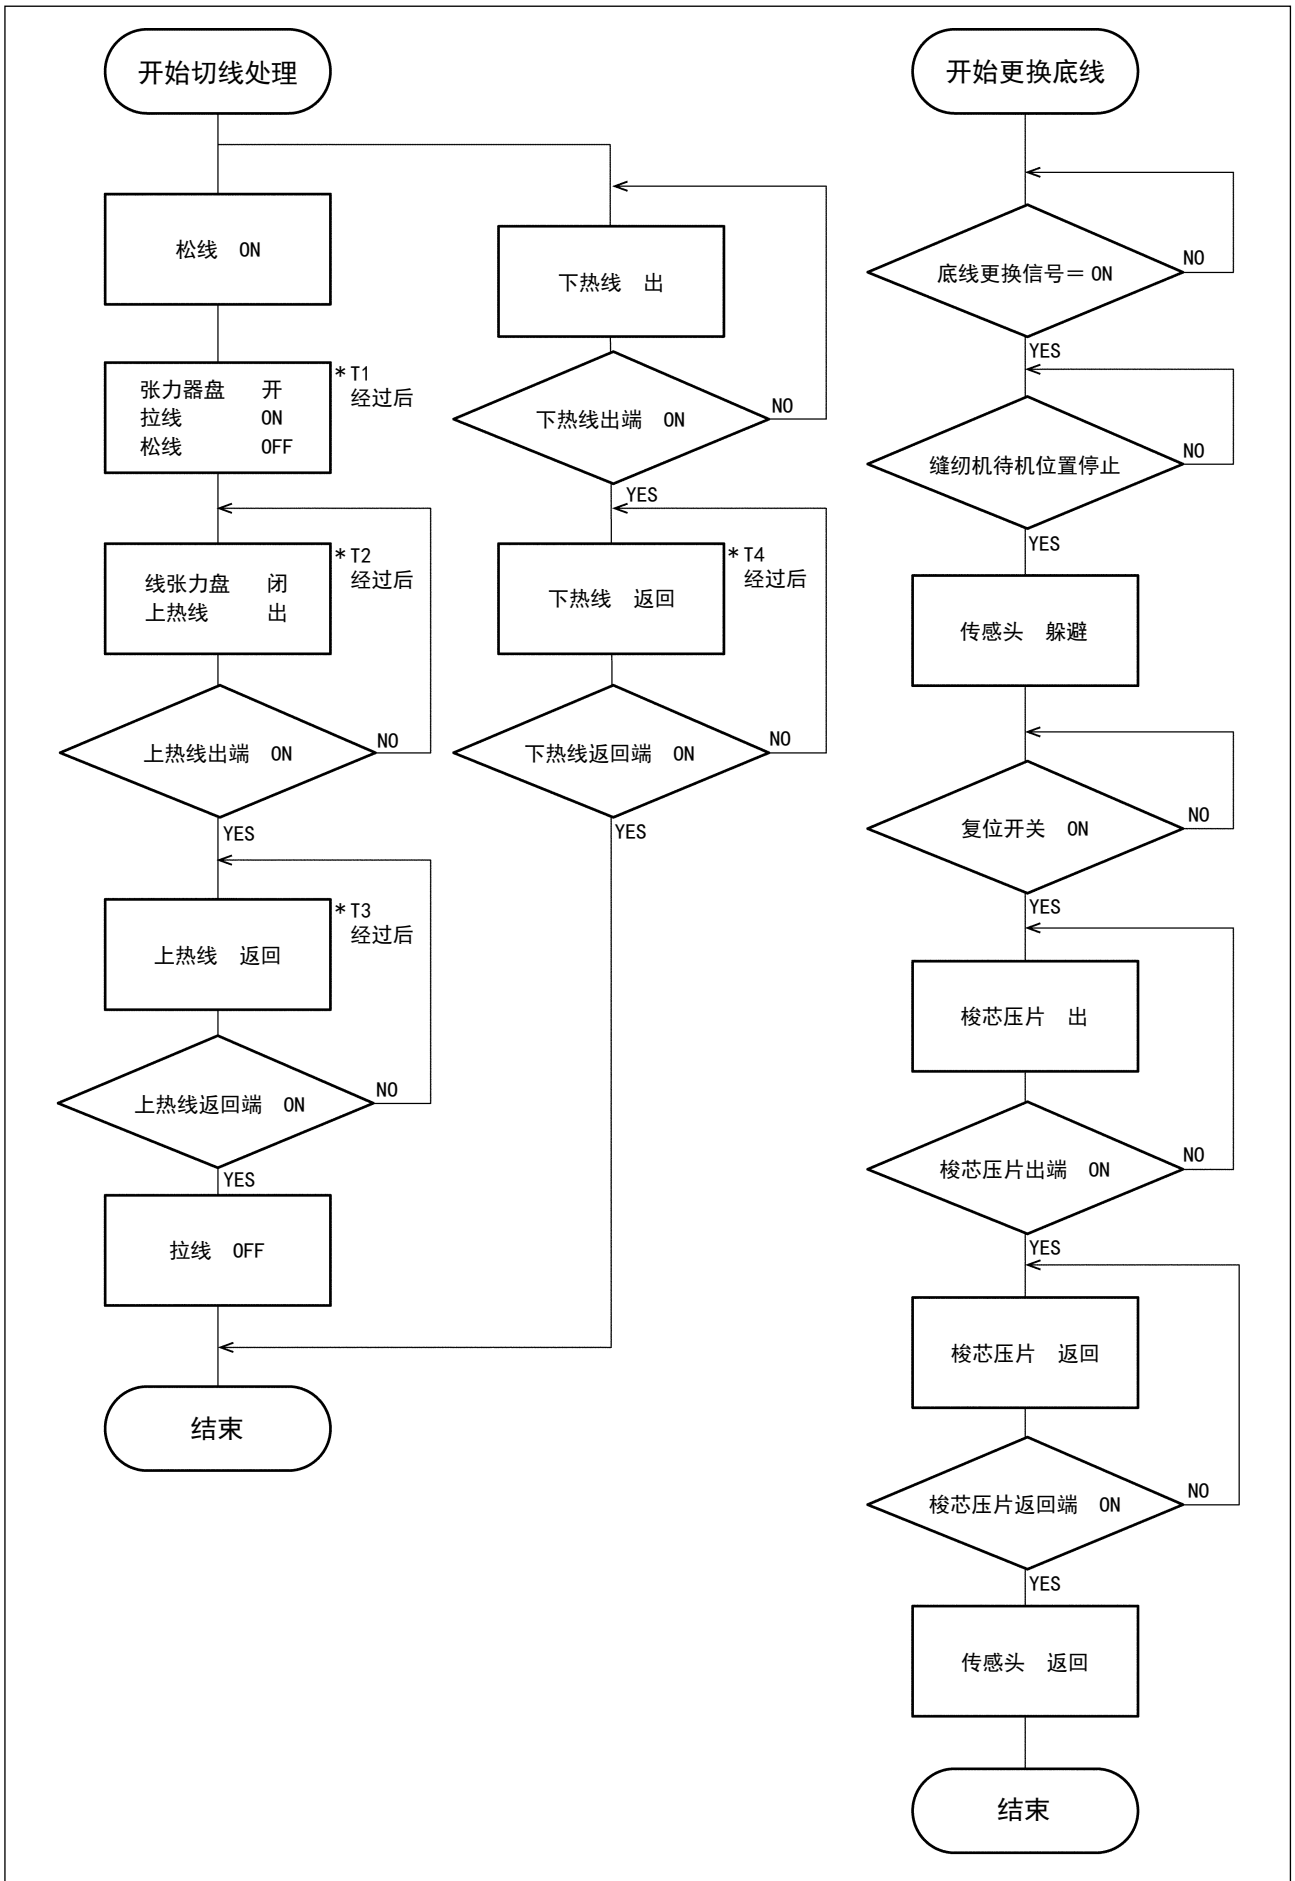 开始切线处理
松线 ON
张力器盘 开
拉线 ON
松线 OFF
*T1
经过后
线张力盘 闭
上热线 出
*T2
经过后
上热线出端 ON
NO
YES
上热线 返回
*T3
经过后
上热线返回端 ON
NO
YES
拉线 OFF
结束
下热线 出
下热线出端 ON
NO
YES
下热线 返回
*T4
经过后
下热线返回端 ON
NO
YES
开始更换底线
底线更换信号=ON
NO
YES
缝纫机待机位置停止
NO
YES
传感头 躲避
复位开关 ON
NO
YES
梭芯压片 出
梭芯压片出端 ON
NO
YES
梭芯压片 返回
梭芯压片返回端 ON
NO
YES
传感头 返回
结束